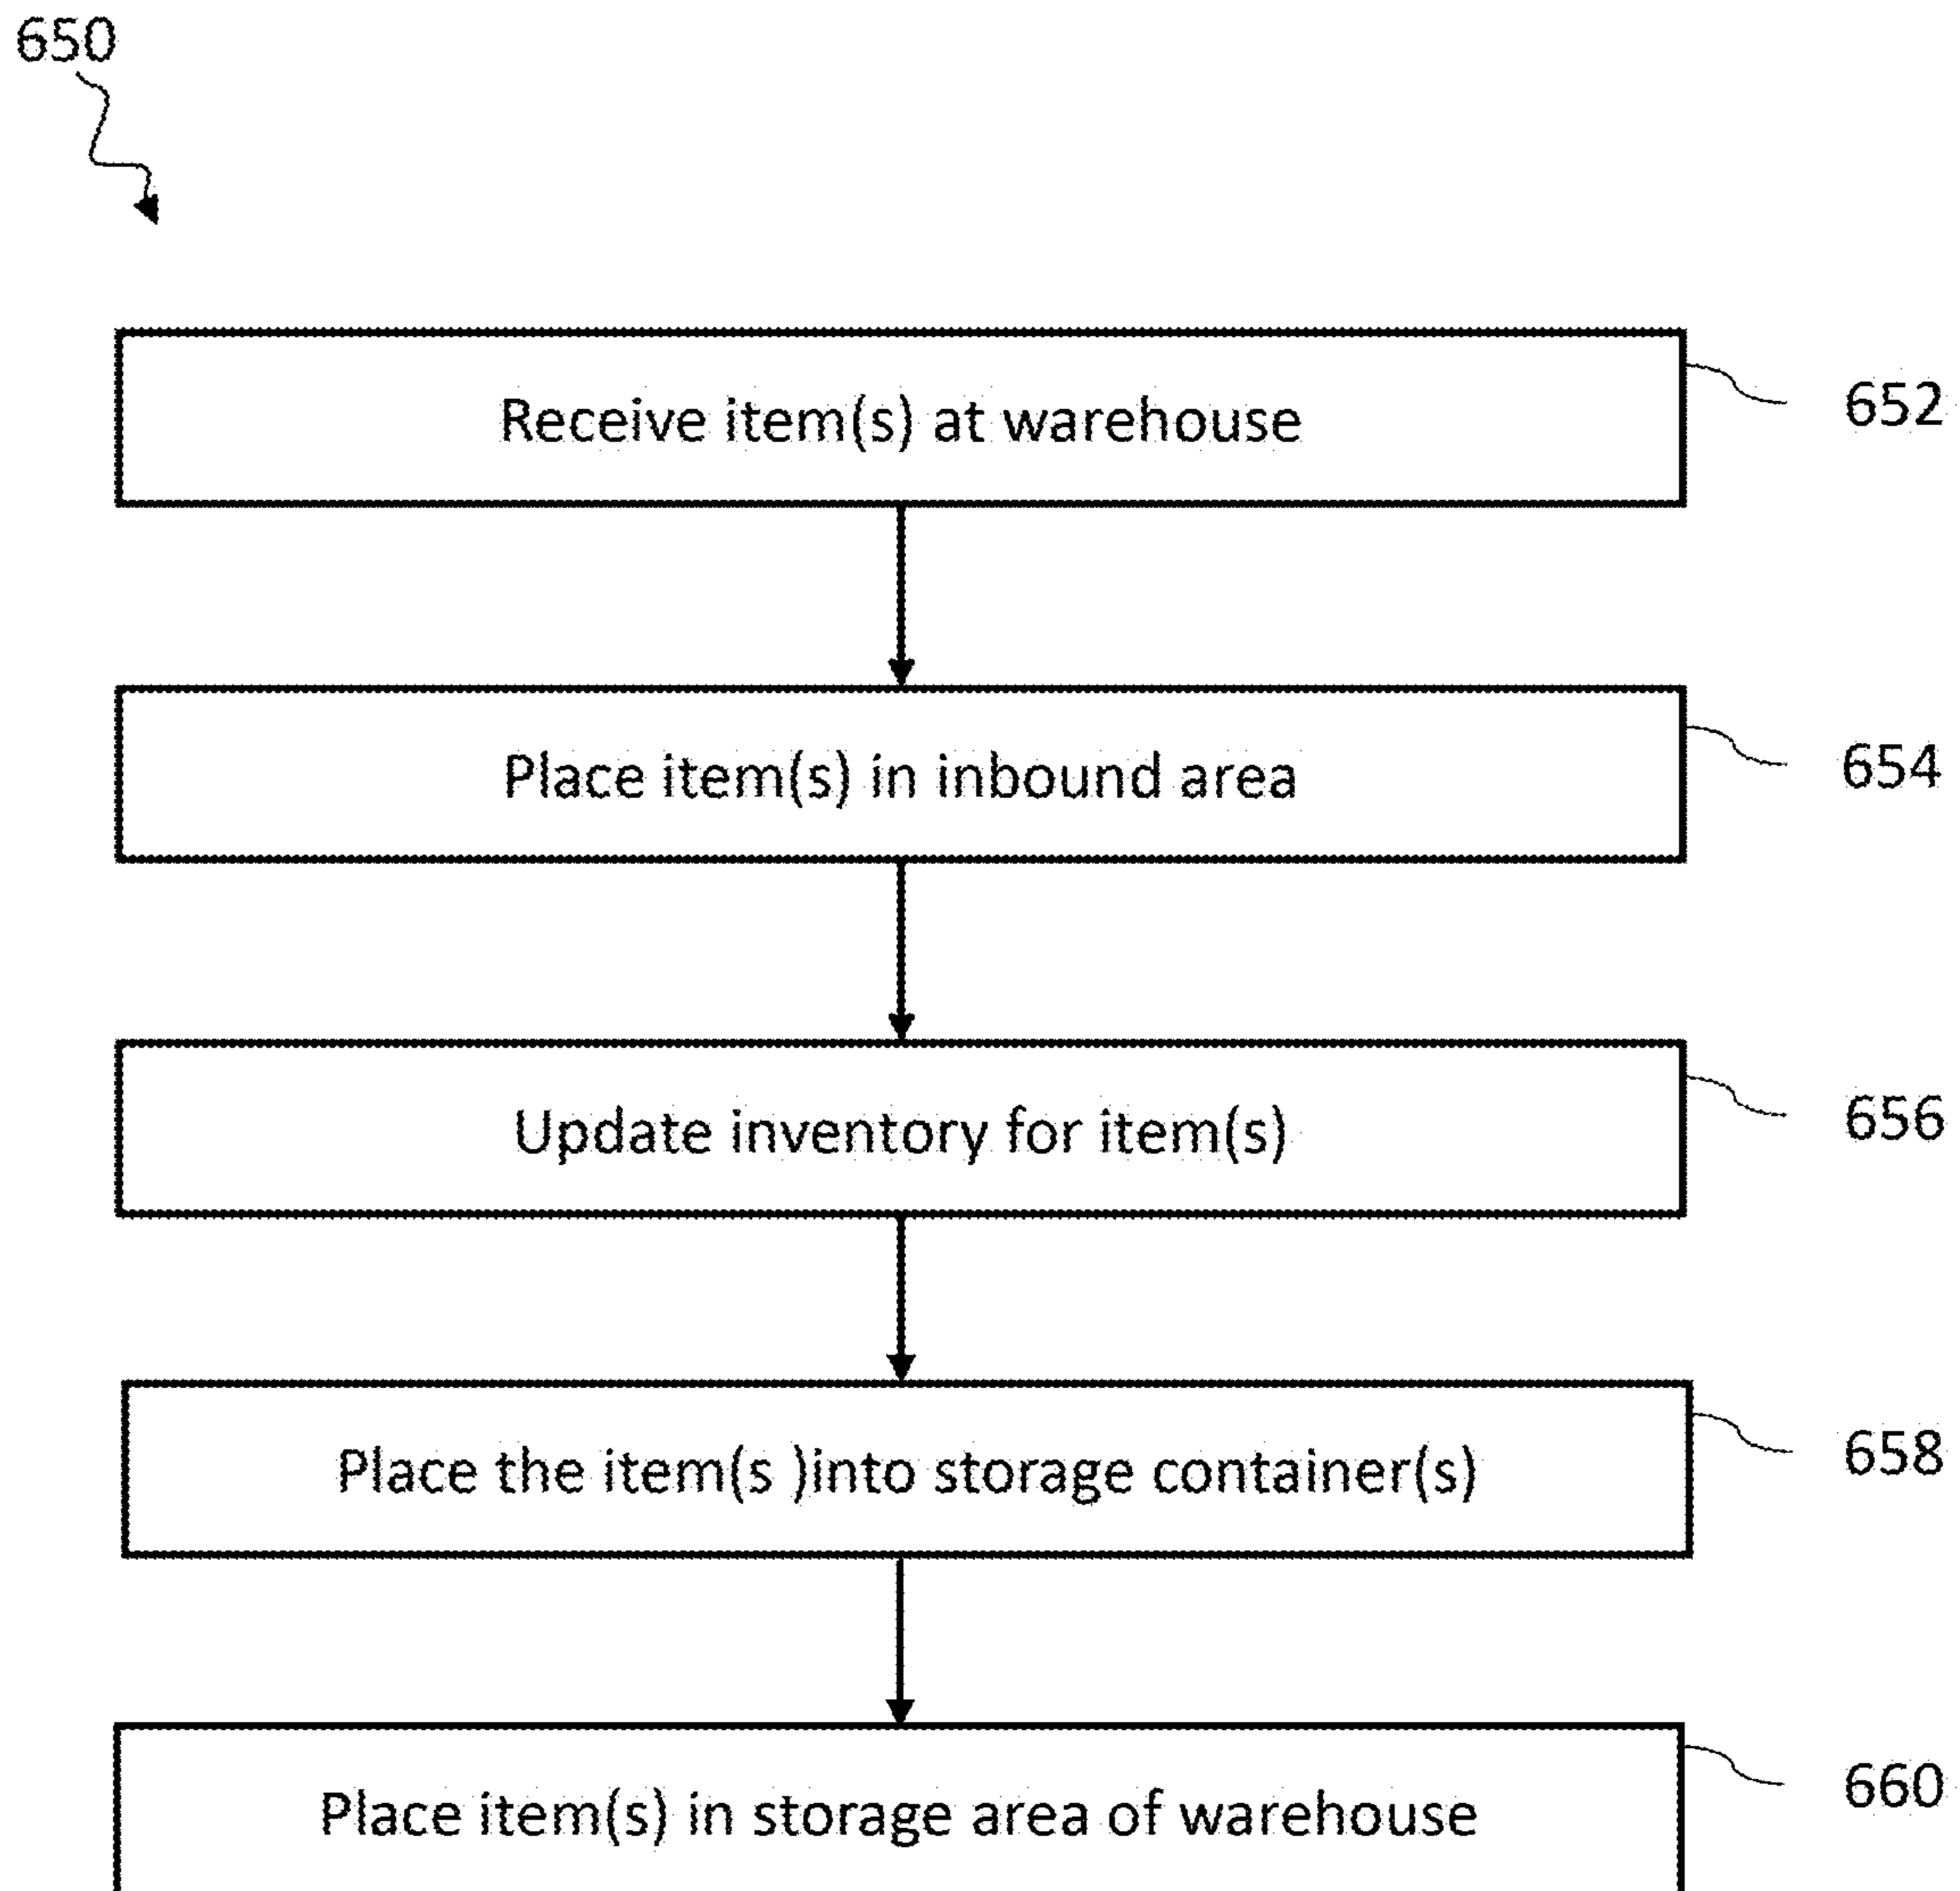 650
Receive item(s) at warehouse
652
Place item(s) in inbound area
654
Update inventory for item(s)
656
Place the item(s )into storage container(s)
658
Place item(s) in storage area of warehouse
660